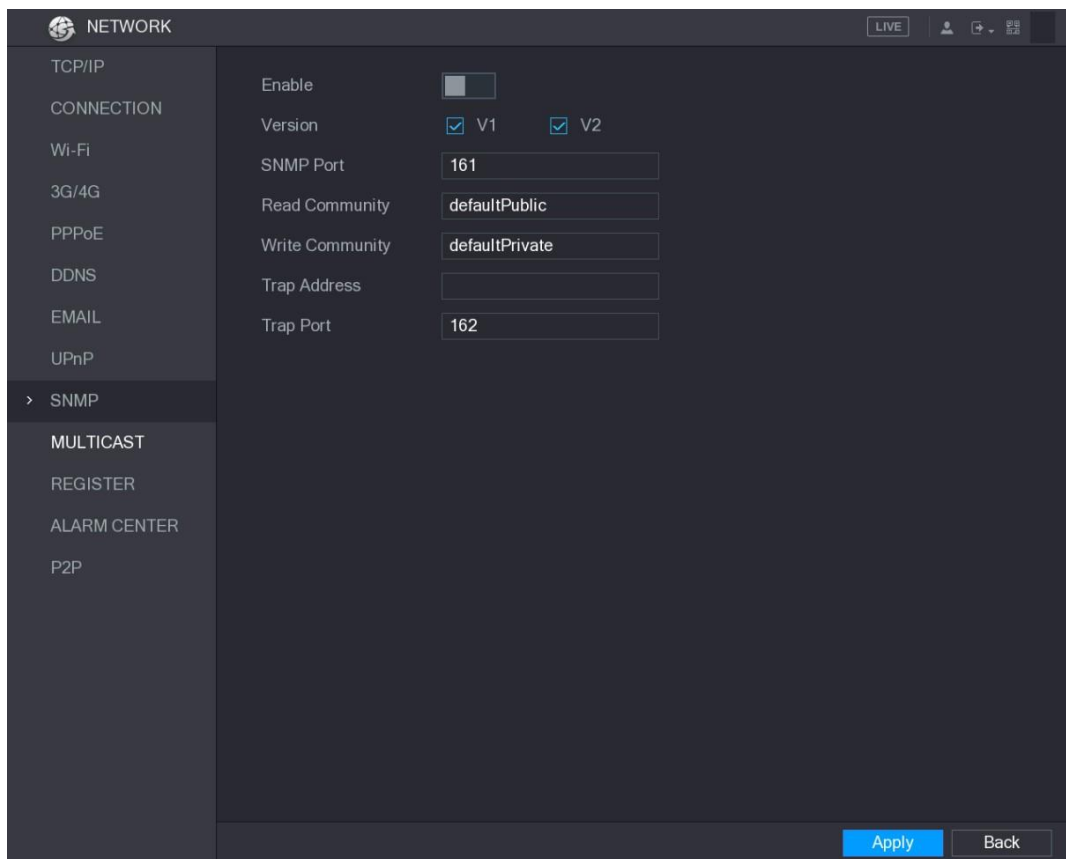 NETWORK
LIVE
TCP/IP
CONNECTION
Wi-Fi
3G/4G
PPPoE
DDNS
EMAIL
UPnP
SNMP
MULTICAST
REGISTER
ALARM CENTER
P2P
Enable
Version V1 V2
SNMP Port 161
Read Community defaultPublic
Write Community defaultPrivate
Trap Address
Trap Port 162
Apply Back